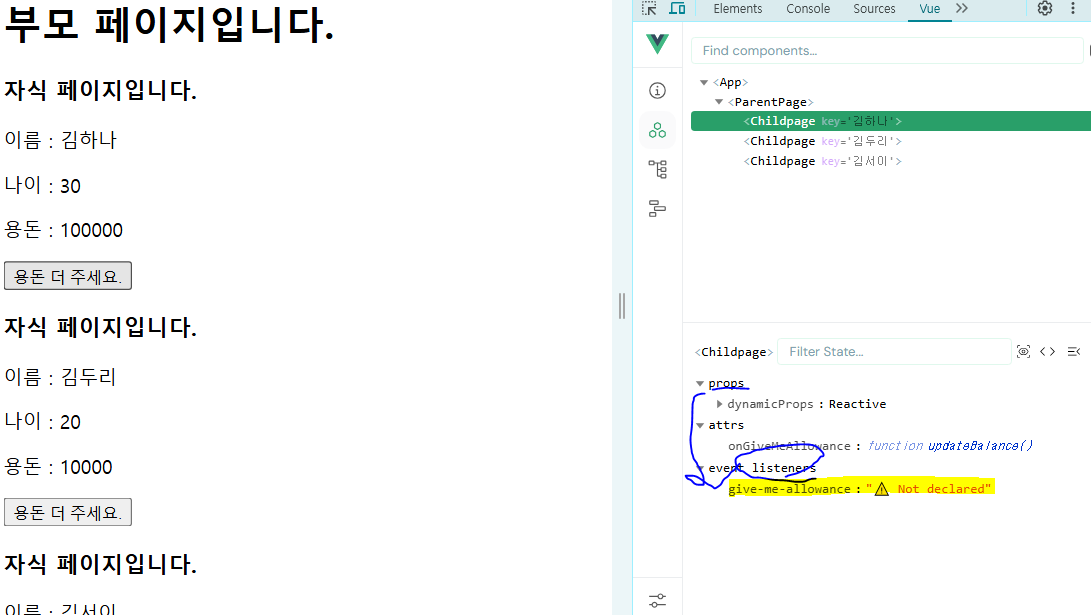 부모 페이지입니다.
자식 페이지입니다.
이름 : 김하나
나이 : 30
용돈 : 100000
용돈 더 주세요.
자식 페이지입니다.
이름 : 김두리
나이 : 20
용돈 : 10000
용돈 더 주세요.
자식 페이지입니다.
이름 : 김서이
Elements Console Sources Vue
Find components...
<App>
<ParentPage>
<Childpage key='김하나'>
<Childpage key='김두리'>
<Childpage key='김서이'>
<Childpage> Filter State...
props
dynamicProps : Reactive
attrs
onGiveMeAllowance : function updateBalance()
event listeners
give-me-allowance : "⚠ Not declared"